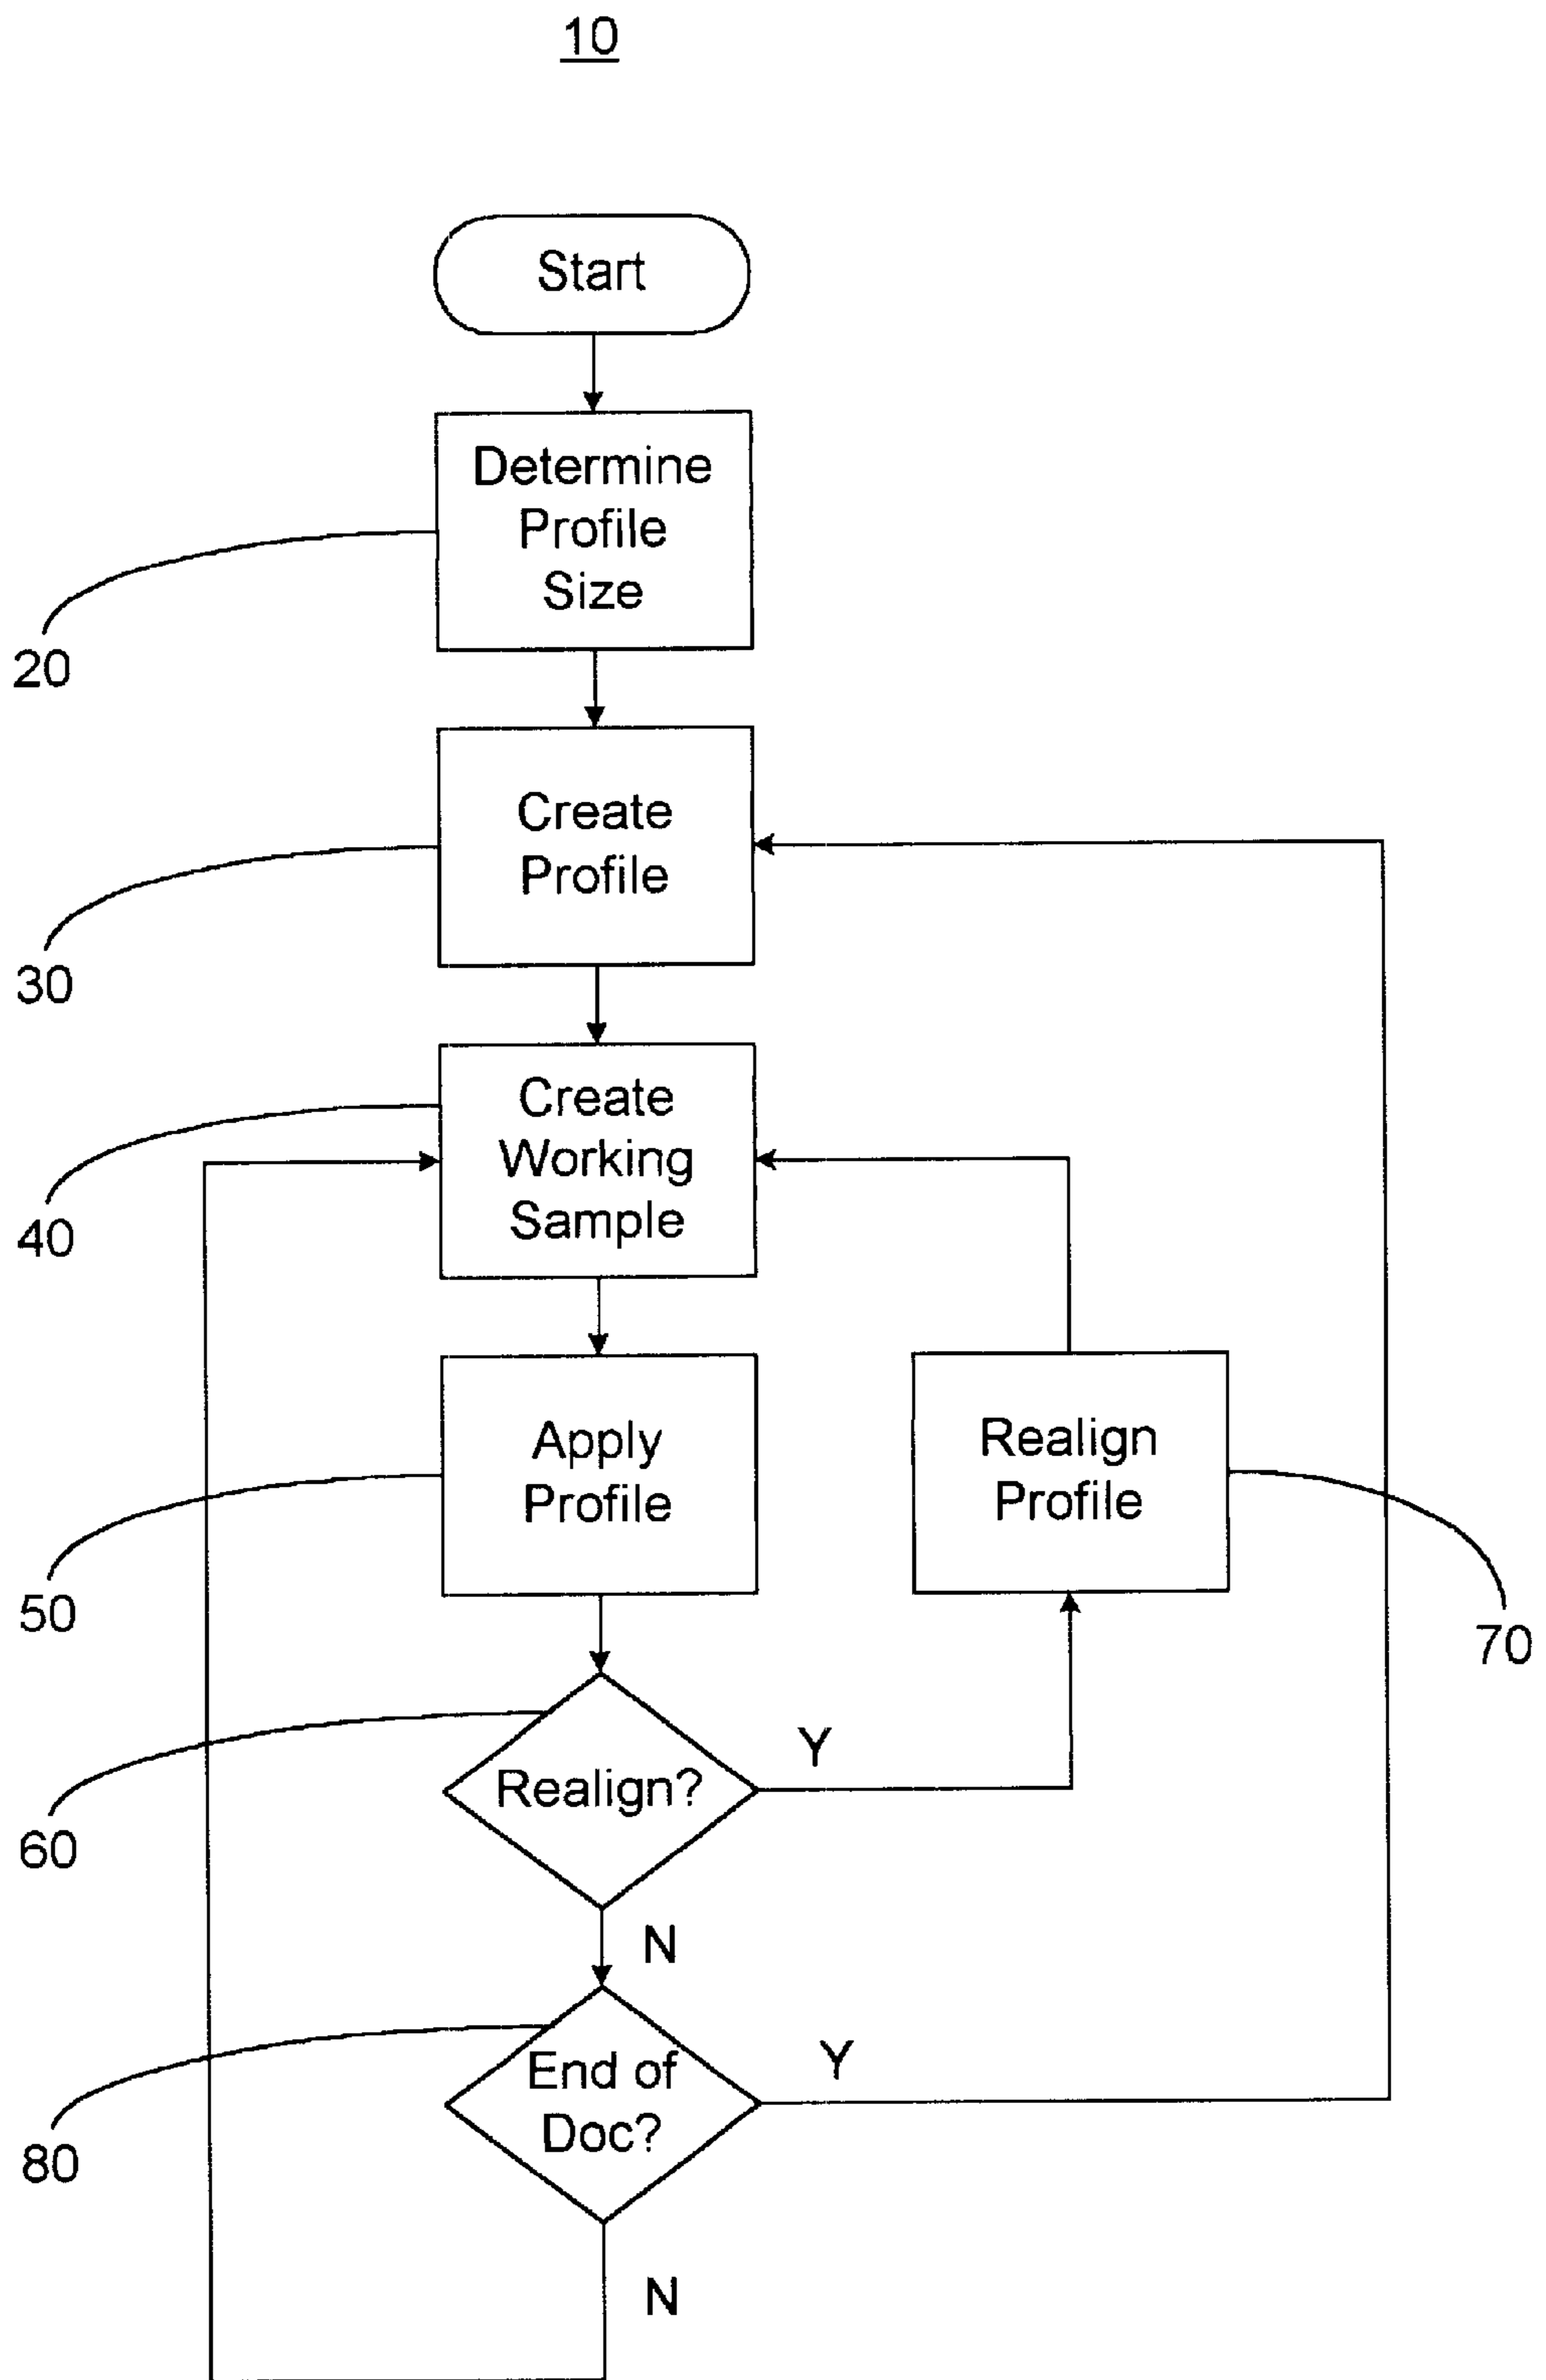 10
Start
Determine
Profile
Size
20
Create
Profile
30
Create
Working
Sample
40
Apply
Profile
50
Realign
Profile
70
Realign?
Y
60
N
End of
Doc?
Y
80
N